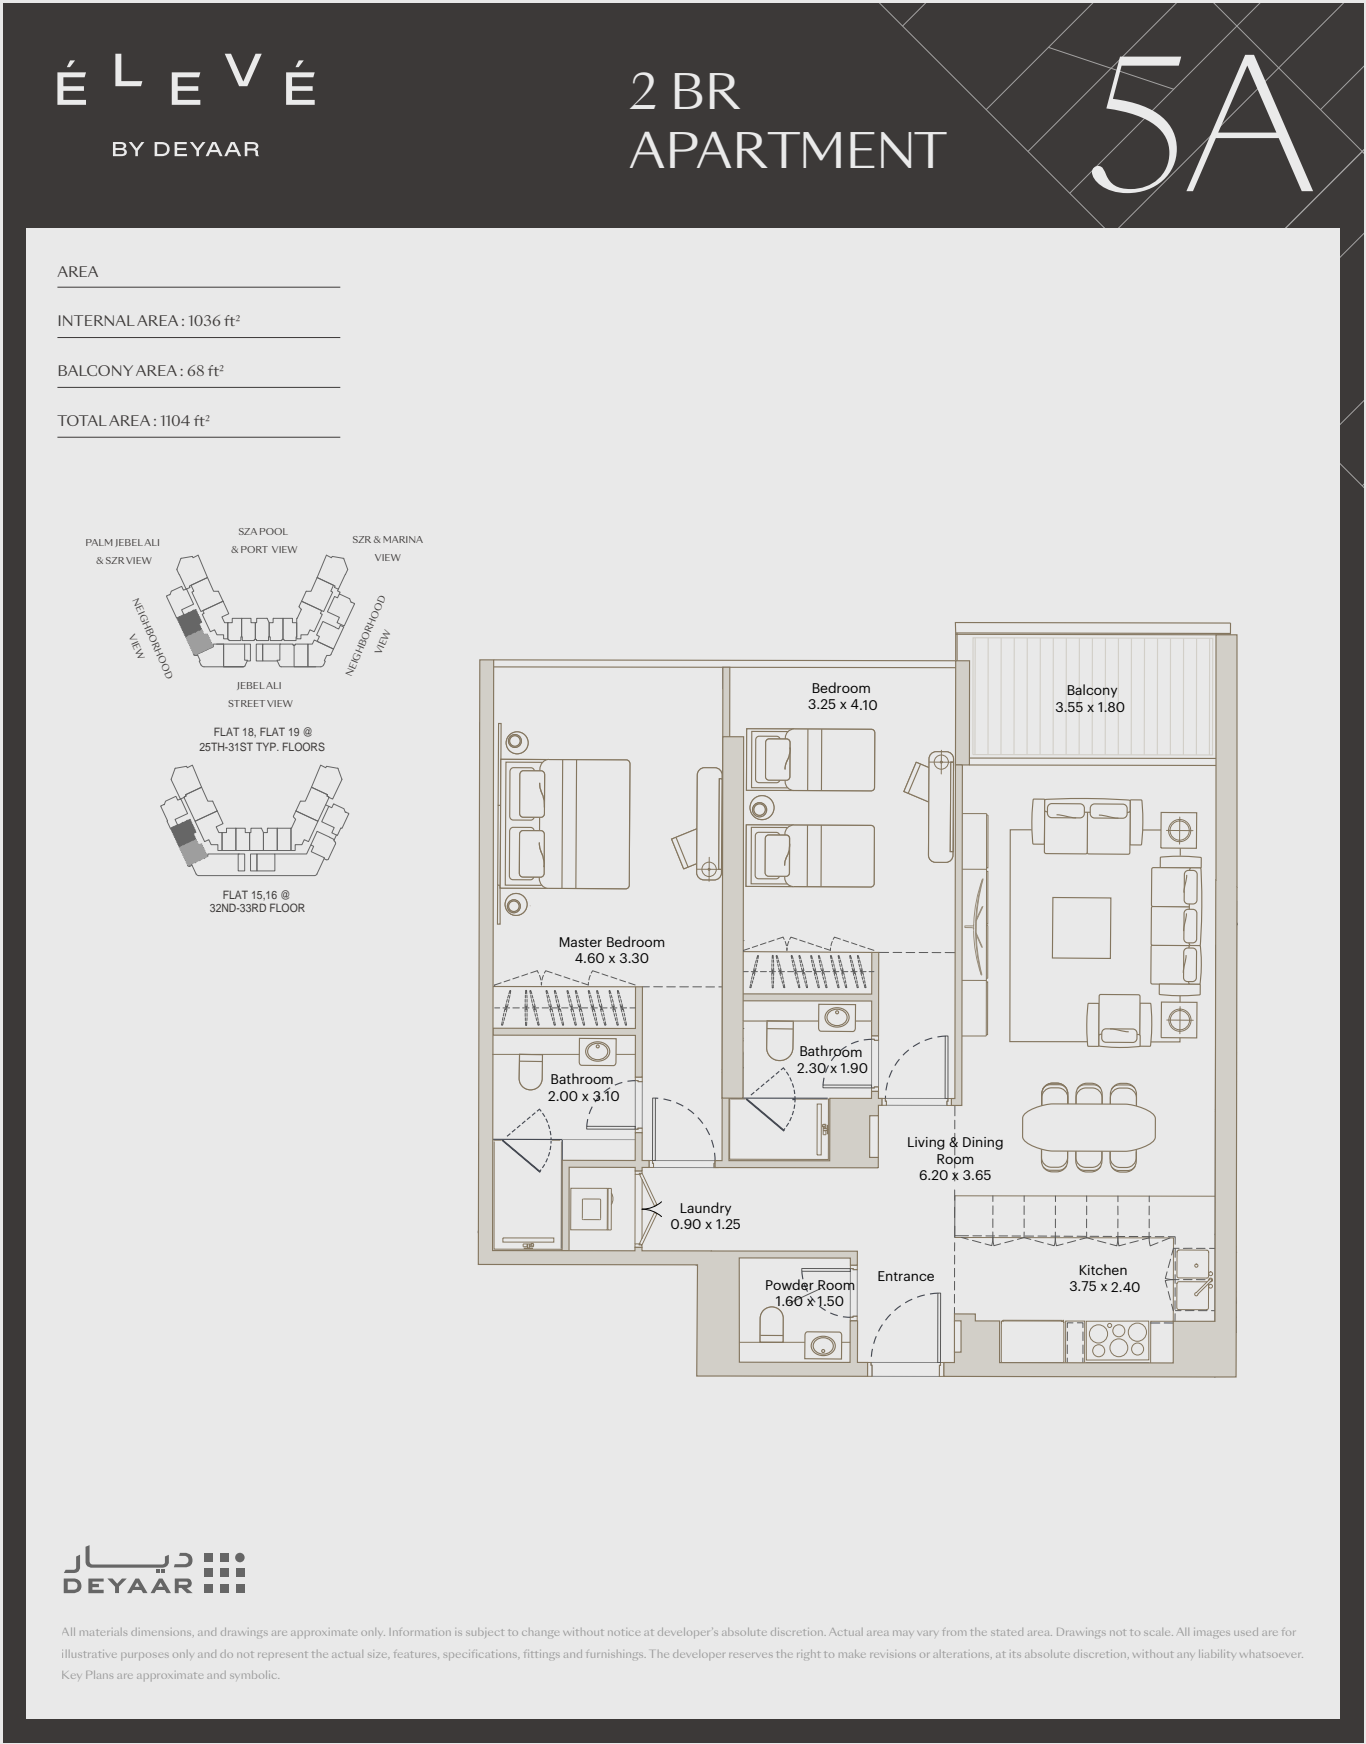 ÉLEVÉ
BY DEYAAR
2 BR
APARTMENT
5A
AREA
INTERNAL AREA : 1036 ft²
BALCONY AREA : 68 ft²
TOTAL AREA : 1104 ft²
PALM JEBEL ALI
& SZR VIEW
SZA POOL
& PORT VIEW
SZR & MARINA
VIEW
NEIGHBORHOOD
VIEW
NEIGHBORHOOD
VIEW
JEBEL ALI
STREET VIEW
FLAT 18, FLAT 19 @
25TH-31ST TYP. FLOORS
FLAT 15,16 @
32ND-33RD FLOOR
Bedroom
3.25 x 4.10
Balcony
3.55 x 1.80
Master Bedroom
4.60 x 3.30
Bathroom
2.30 x 1.90
Bathroom
2.00 x 3.10
Living & Dining
Room
6.20 x 3.65
Laundry
0.90 x 1.25
Kitchen
3.75 x 2.40
Entrance
Powder Room
1.60 x 1.50
ديار
DEYAAR
All materials dimensions, and drawings are approximate only. Information is subject to change without notice at developer's absolute discretion. Actual area may vary from the stated area. Drawings not to scale. All images used are for
illustrative purposes only and do not represent the actual size, features, specifications, fittings and furnishings. The developer reserves the right to make revisions or alterations, at its absolute discretion, without any liability whatsoever.
Key Plans are approximate and symbolic.